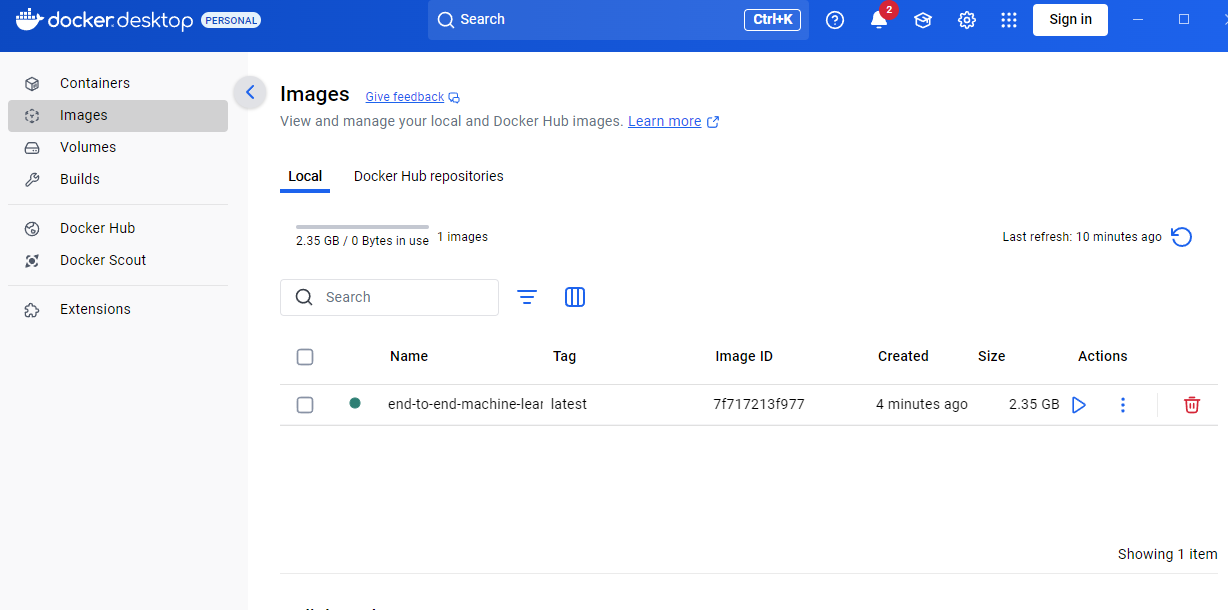 docker.desktop PERSONAL Search Ctrl+K 2 Sign in
Containers
Images
Volumes
Builds
Docker Hub
Docker Scout
Extensions
Images Give feedback
View and manage your local and Docker Hub images. Learn more
Local Docker Hub repositories
2.35 GB / 0 Bytes in use 1 images Last refresh: 10 minutes ago
Search
Name Tag Image ID Created Size Actions
end-to-end-machine-lear latest 7f717213f977 4 minutes ago 2.35 GB
Showing 1 item